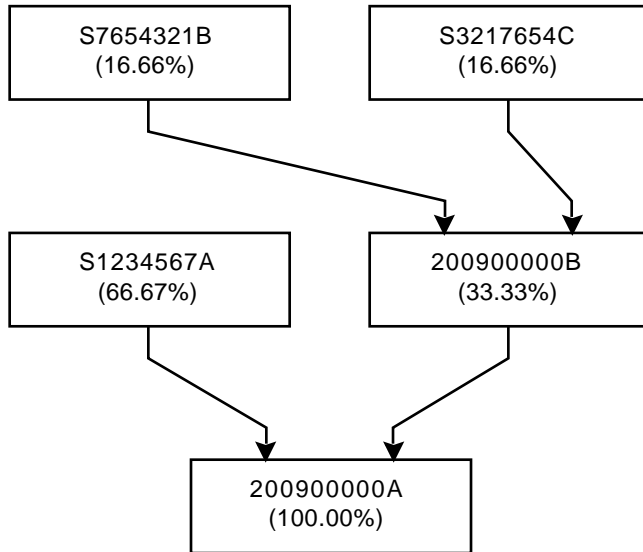 S7654321B
(16.66%)
S3217654C
(16.66%)
S1234567A
(66.67%)
200900000B
(33.33%)
200900000A
(100.00%)